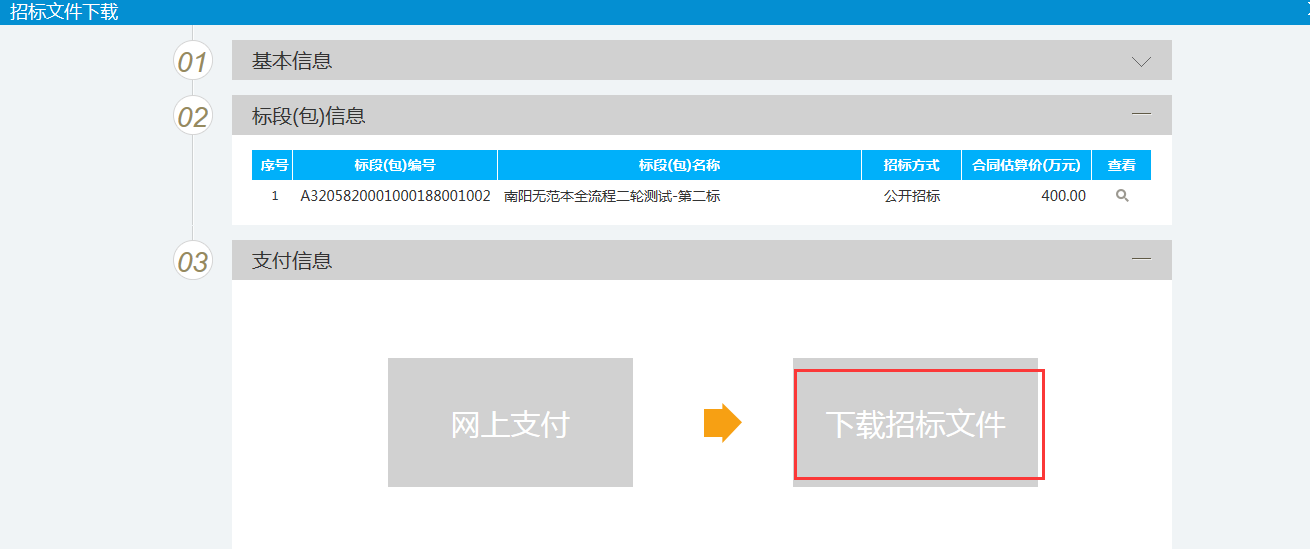 招标文件下载
01 基本信息
02 标段(包)信息
序号 标段(包)编号 标段(包)名称 招标方式 合同估算价(万元) 查看
1 A3205820001000188001002 南阳无范本全流程二轮测试-第二标 公开招标 400.00
03 支付信息
网上支付 下载招标文件